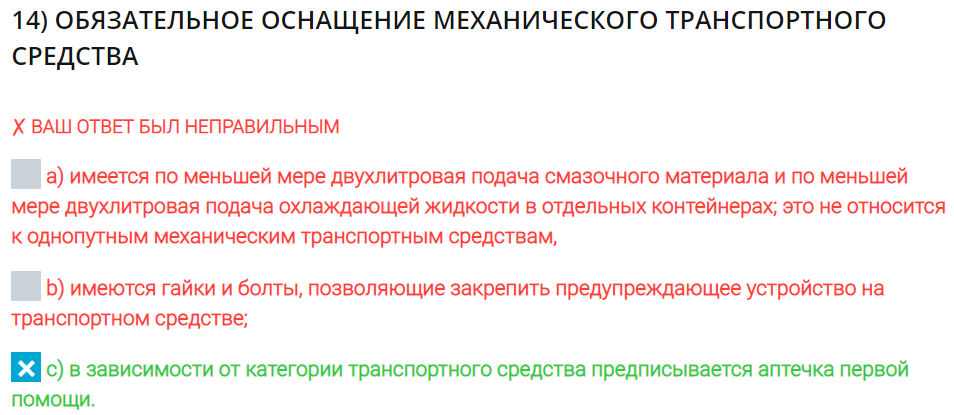 14) ОБЯЗАТЕЛЬНОЕ ОСНАЩЕНИЕ МЕХАНИЧЕСКОГО ТРАНСПОРТНОГО
СРЕДСТВА
✗ ВАШ ОТВЕТ БЫЛ НЕПРАВИЛЬНЫМ
a) имеется по меньшей мере двухлитровая подача смазочного материала и по меньшей
мере двухлитровая подача охлаждающей жидкости в отдельных контейнерах; это не относится
к однопутным механическим транспортным средствам,
b) имеются гайки и болты, позволяющие закрепить предупреждающее устройство на
транспортном средстве;
c) в зависимости от категории транспортного средства предписывается аптечка первой
помощи.